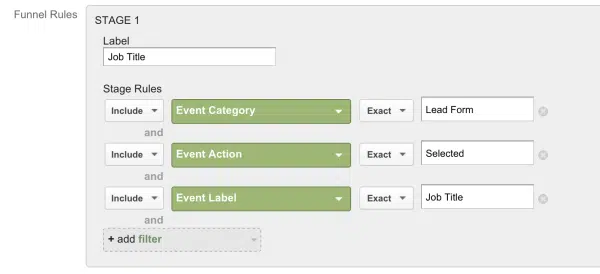 Funnel Rules
STAGE 1
Label
Job Title
Stage Rules
Include Event Category Exact Lead Form
and
Include Event Action Exact Selected
and
Include Event Label Exact Job Title
and
+ add filter